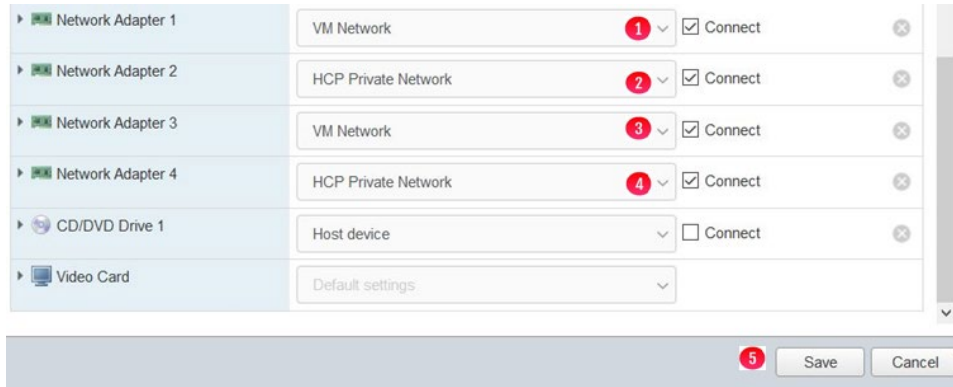 Network Adapter 1 VM Network 1 Connect
Network Adapter 2 HCP Private Network 2 Connect
Network Adapter 3 VM Network 3 Connect
Network Adapter 4 HCP Private Network 4 Connect
CD/DVD Drive 1 Host device Connect
Video Card Default settings
5 Save Cancel